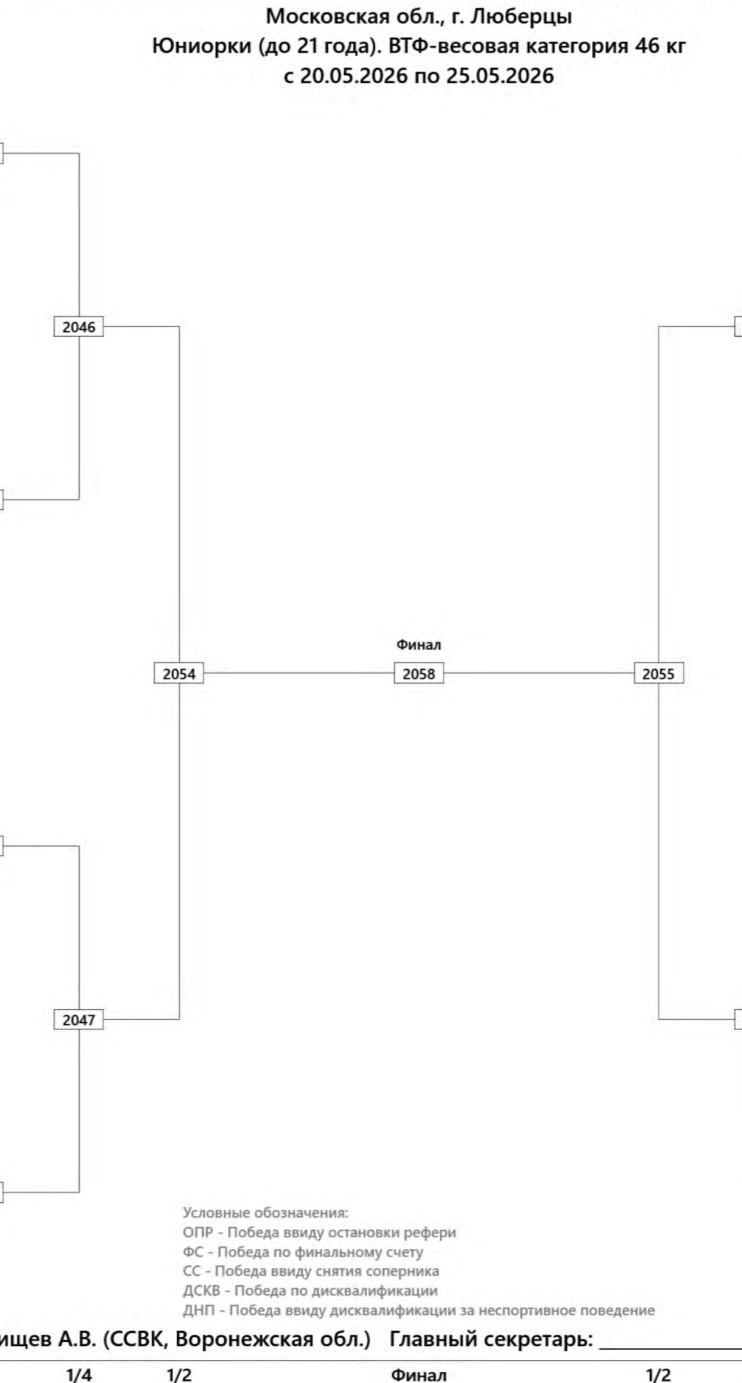 Московская обл., г. Люберцы
Юниорки (до 21 года). ВТФ-весовая категория 46 кг
с 20.05.2026 по 25.05.2026
2046
Финал
2054
2058
2055
2047
Условные обозначения:
ОПР - Победа ввиду остановки рефери
ФС - Победа по финальному счету
СС - Победа ввиду снятия соперника
ДСКВ - Победа по дисквалификации
ДНП - Победа ввиду дисквалификации за неспортивное поведение
ищев А.В. (ССВК, Воронежская обл.) Главный секретарь:
1/4 1/2 Финал 1/2